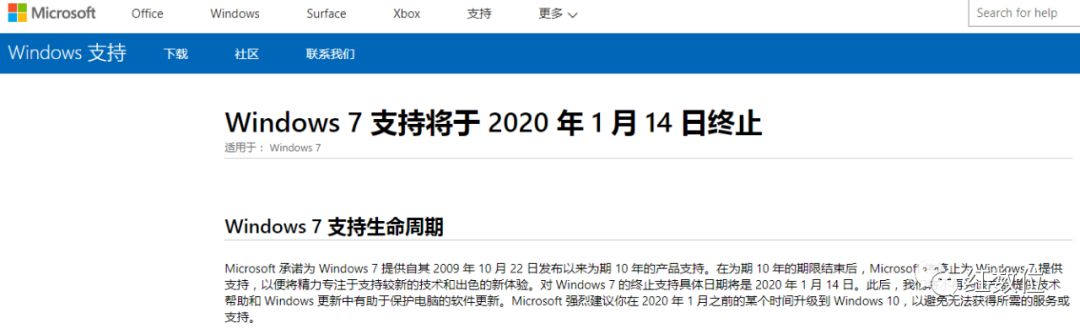 Microsoft Office Windows Surface Xbox 支持 更多 Search for help
Windows 支持 下载 社区 联系我们
Windows 7 支持将于 2020 年 1 月 14 日终止
适用于： Windows 7
Windows 7 支持生命周期
Microsoft 承诺为 Windows 7 提供自其 2009 年 10 月 22 日发布以来为期 10 年的产品支持。在为期 10 年的期限结束后，Microsoft 止为 Windows 7 提供
支持，以便将精力专注于支持较新的技术和出色的新体验。对 Windows 7 的终止支持具体日期将是 2020 年 1 月 14 日。此后，我们 技术
帮助和 Windows 更新中有助于保护电脑的软件更新。Microsoft 强烈建议你在 2020 年 1 月之前的某个时间升级到 Windows 10，以避免无法获得所需的服务或
支持。
红数位